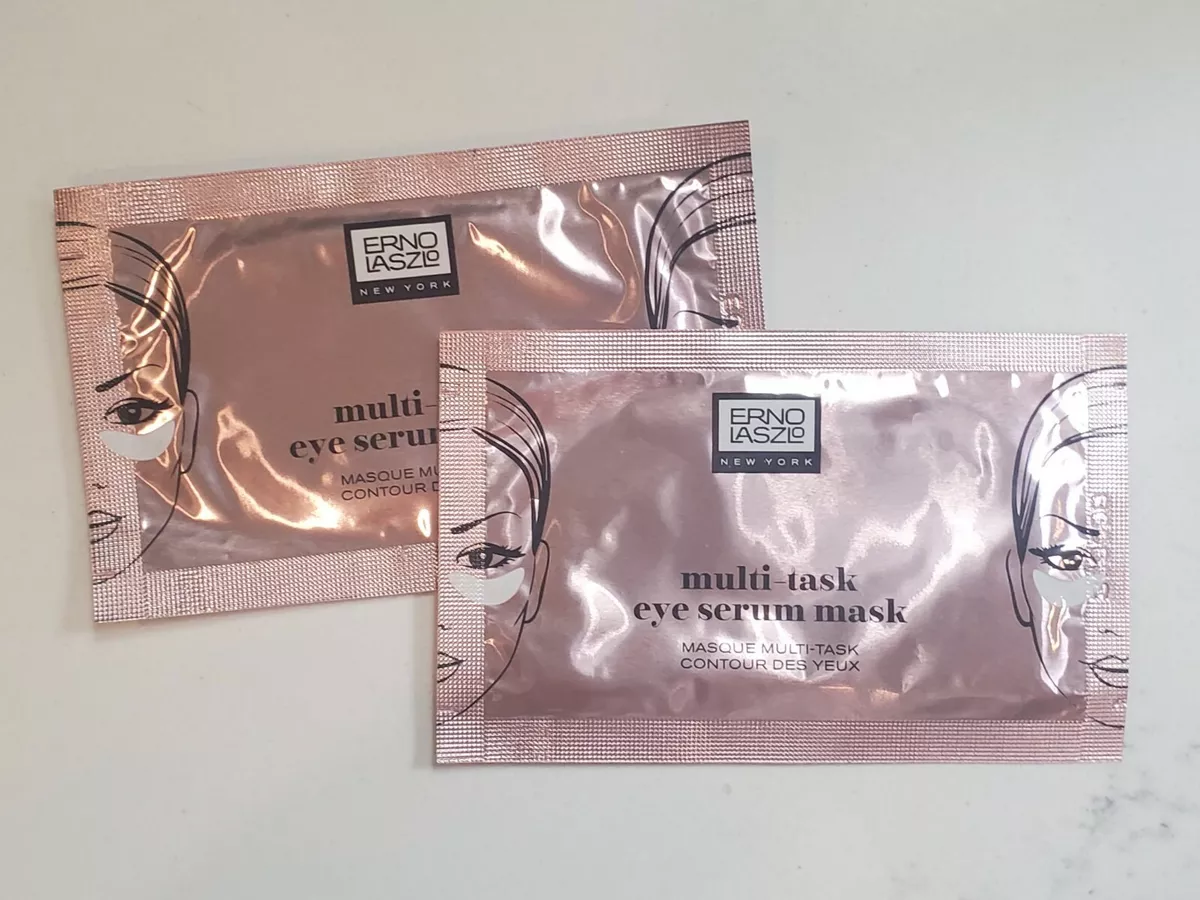 ERNO
LASZLO
NEW YORK
multi-
eye serum
MASQUE MU
CONTOUR D
ERNO
LASZLO
NEW YORK
multi-task
eye serum mask
MASQUE MULTI-TASK
CONTOUR DES YEUX